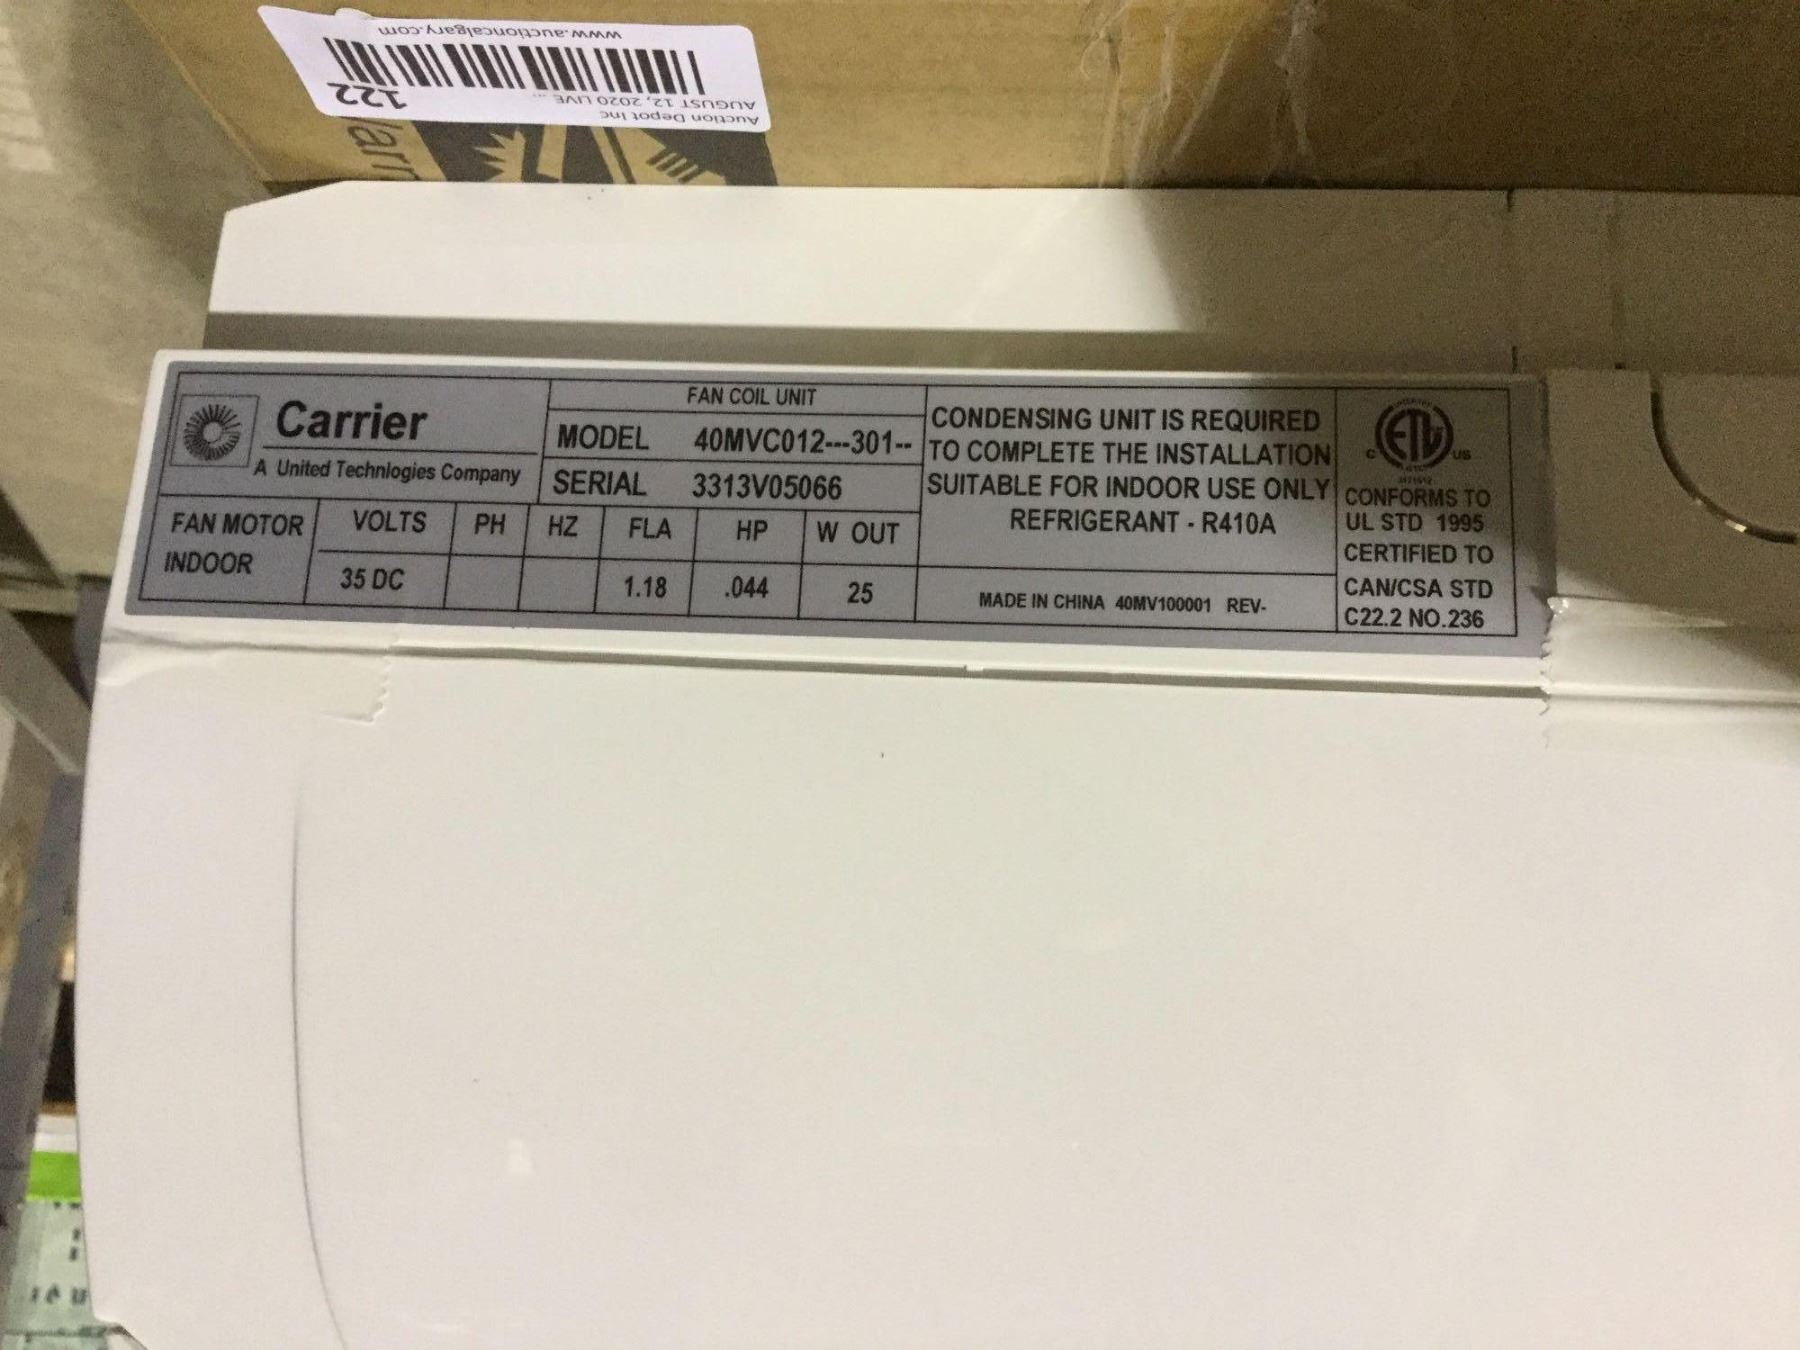 www.auctioncalgary.com
122
AUGUST 12, 2020 LIVE ...
Auction Depot Inc
Carrier
A United Technlogies Company
FAN COIL UNIT
MODEL 40MVC012---301--
SERIAL 3313V05066
FAN MOTOR
INDOOR
VOLTS PH HZ FLA HP W OUT
35 DC 1.18 .044 25
CONDENSING UNIT IS REQUIRED
TO COMPLETE THE INSTALLATION
SUITABLE FOR INDOOR USE ONLY
REFRIGERANT - R410A
MADE IN CHINA 40MV100001 REV-
C ETL US
CONFORMS TO
UL STD 1995
CERTIFIED TO
CAN/CSA STD
C22.2 NO.236